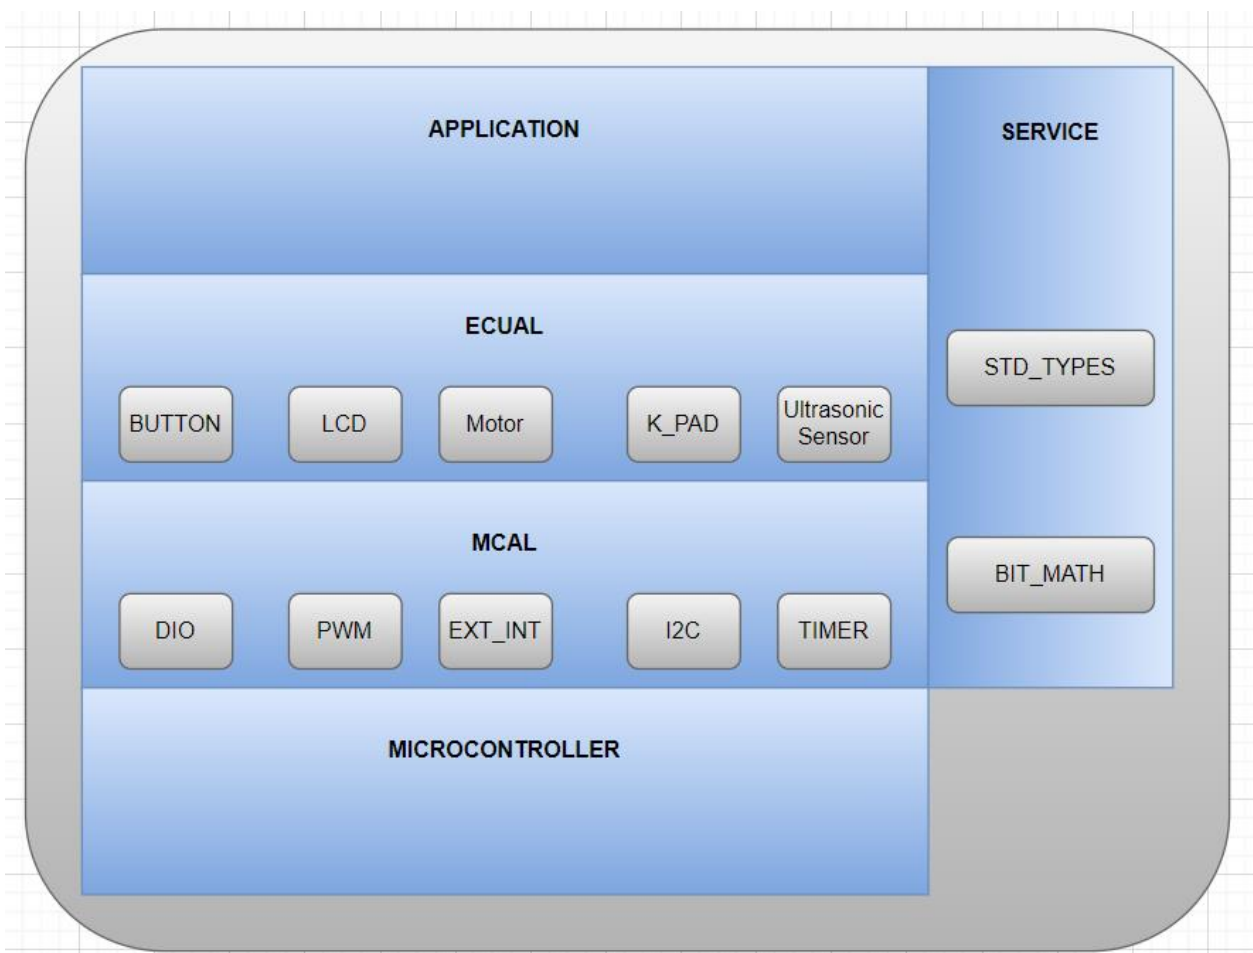 APPLICATION
SERVICE
ECUAL
BUTTON
LCD
Motor
K_PAD
Ultrasonic
Sensor
STD_TYPES
MCAL
DIO
PWM
EXT_INT
I2C
TIMER
BIT_MATH
MICROCONTROLLER